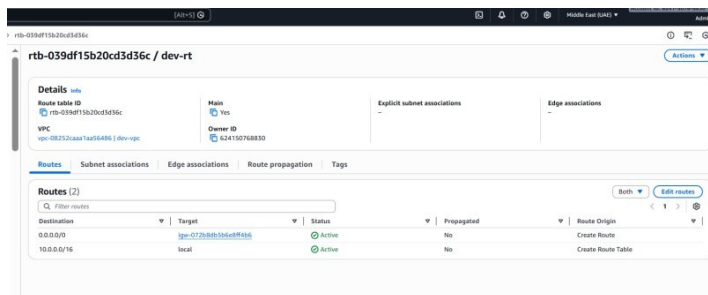 [Alt+S]
Middle East (UAE) ▼
rtb-039df15b20cd3d36c
rtb-039df15b20cd3d36c / dev-rt
Actions ▼
Details Info
Route table ID
rtb-039df15b20cd3d36c
Main
Yes
Explicit subnet associations
–
Edge associations
–
VPC
vpc-08252caaa1aa56486 | dev-vpc
Owner ID
624150768830
Routes Subnet associations Edge associations Route propagation Tags
Routes (2)
Both ▼
Edit routes
Filter routes
1
Destination Target Status Propagated Route Origin
0.0.0.0/0 igw-072b8db5b6e8ff4b6 Active No Create Route
10.0.0.0/16 local Active No Create Route Table